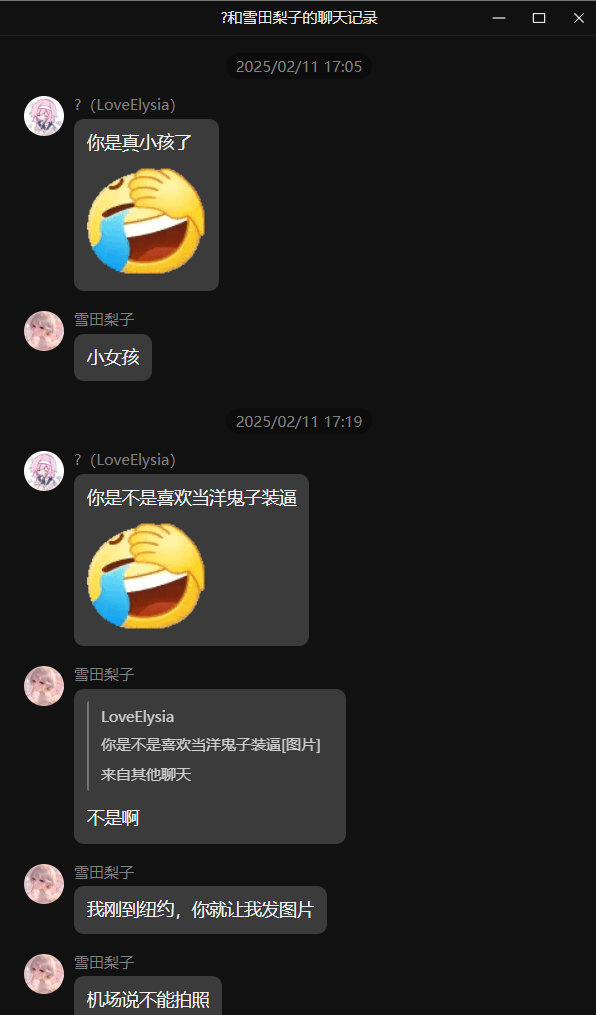 ?和雪田梨子的聊天记录
2025/02/11 17:05
?（LoveElysia）
你是真小孩了
雪田梨子
小女孩
2025/02/11 17:19
?（LoveElysia）
你是不是喜欢当洋鬼子装逼
雪田梨子
LoveElysia
你是不是喜欢当洋鬼子装逼[图片]
来自其他聊天
不是啊
雪田梨子
我刚到纽约，你就让我发图片
雪田梨子
机场说不能拍照